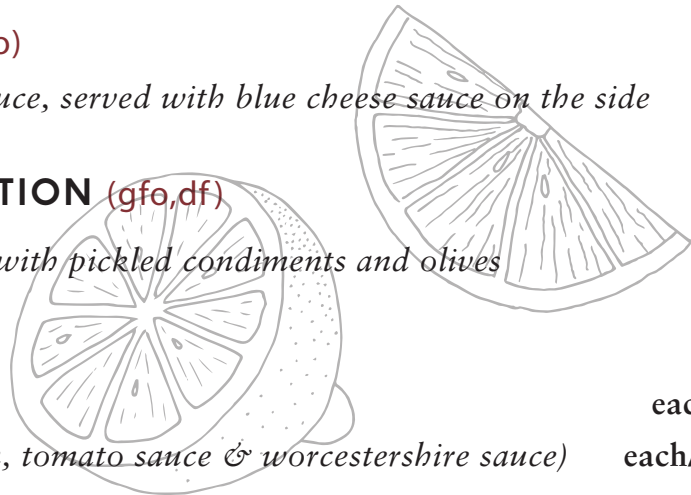 o)
uce, served with blue cheese sauce on the side
TION (gfo,df)
with pickled condiments and olives
eac
, tomato sauce & worcestershire sauce) each/